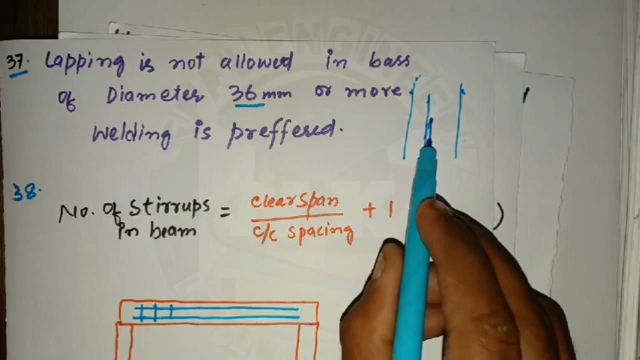 37. Lapping is not allowed in bass
of Diameter 36mm or more.
Welding is preffered.
38.
No. of Stirrups in beam = clear span / c/c spacing + 1
)